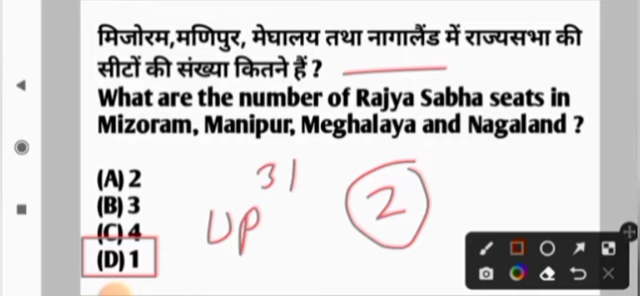 मिजोरम,मणिपुर, मेघालय तथा नागालैंड में राज्यसभा की
सीटों की संख्या कितने हैं ?
What are the number of Rajya Sabha seats in
Mizoram, Manipur, Meghalaya and Nagaland ?
(A) 2
(B) 3
(C) 4
(D) 1
31
UP
2